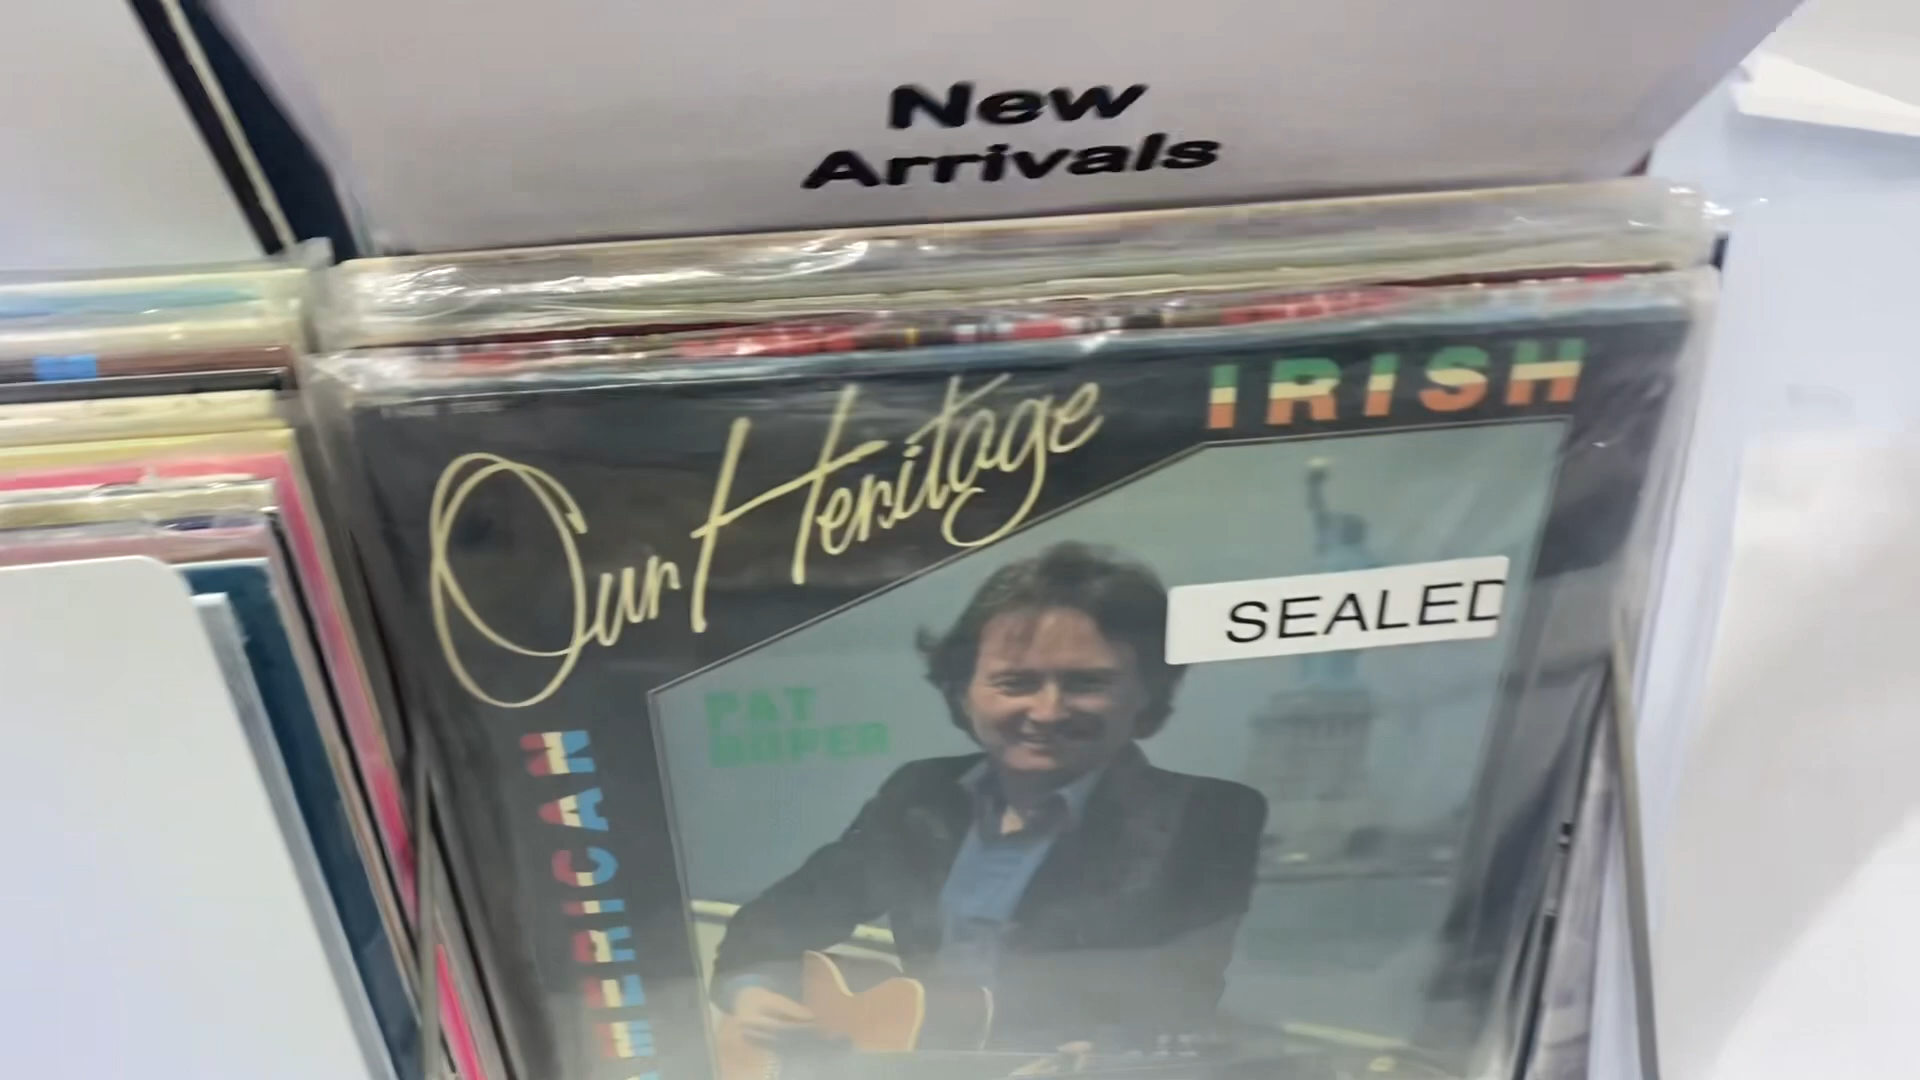 New
Arrivals
Our Heritage
IRISH
SEALED
PAT
ROPER
AMERICAN